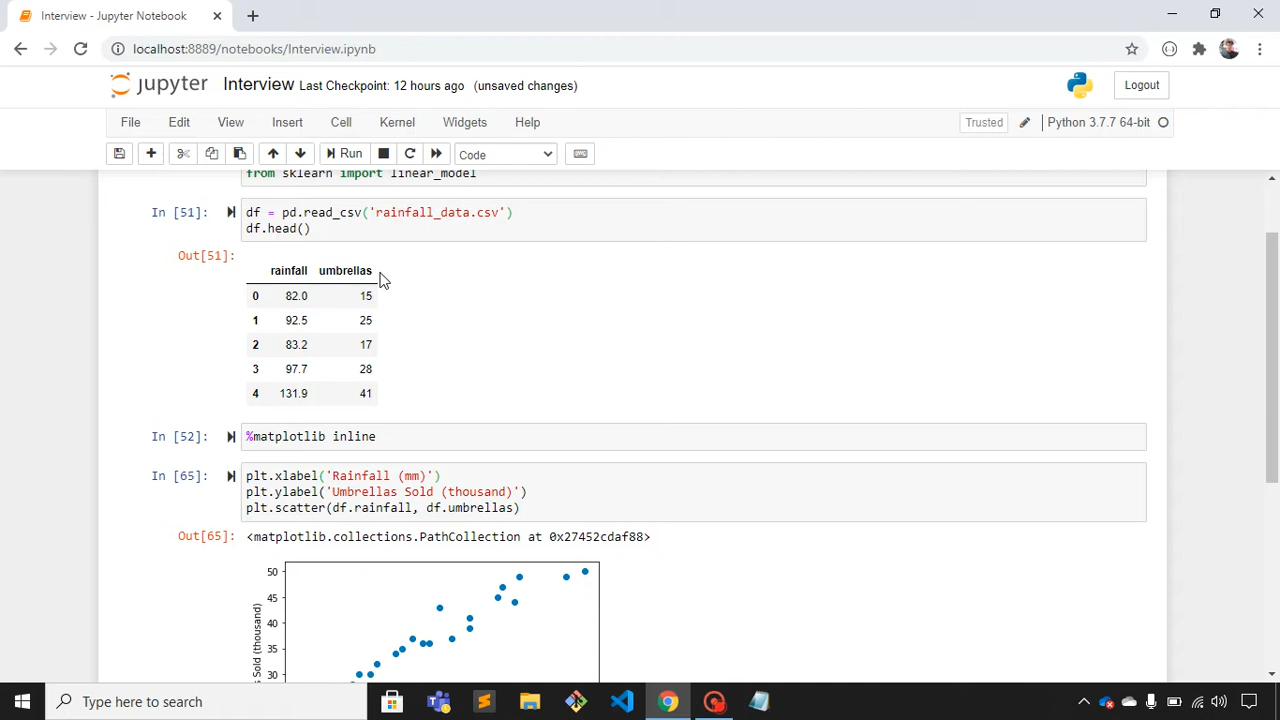 Interview - Jupyter Notebook
localhost:8889/notebooks/Interview.ipynb
jupyter Interview Last Checkpoint: 12 hours ago (unsaved changes)
Logout
File Edit View Insert Cell Kernel Widgets Help
Trusted
Python 3.7.7 64-bit
Run
Code
from sklearn import linear_model
In [51]:
df = pd.read_csv('rainfall_data.csv')
df.head()
Out[51]:
rainfall umbrellas
0 82.0 15
1 92.5 25
2 83.2 17
3 97.7 28
4 131.9 41
In [52]:
%matplotlib inline
In [65]:
plt.xlabel('Rainfall (mm)')
plt.ylabel('Umbrellas Sold (thousand)')
plt.scatter(df.rainfall, df.umbrellas)
Out[65]:
<matplotlib.collections.PathCollection at 0x27452cdaf88>
50
45
40
35
30
Sold (thousand)
Type here to search